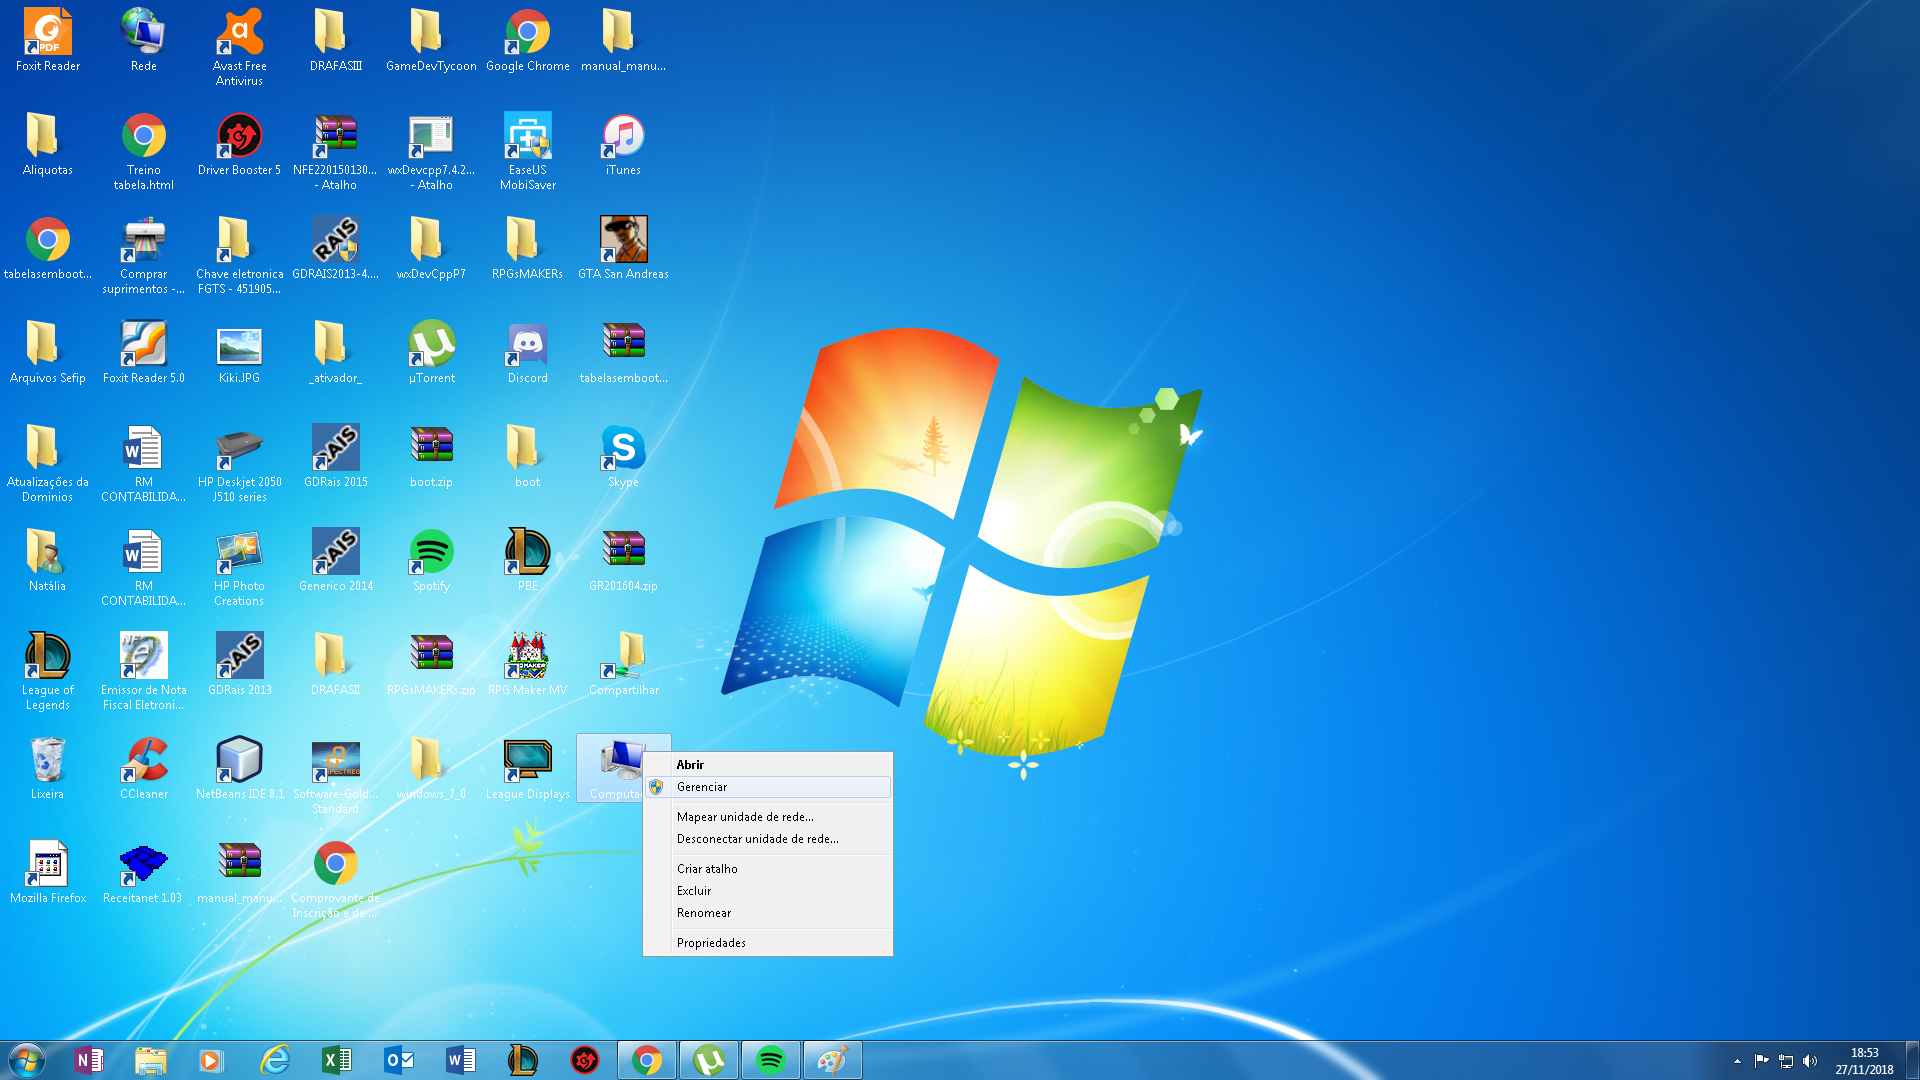 Foxit Reader
Rede
Avast Free
Antivirus
DRAFASIII
GameDevTycoon
Google Chrome
manual_manu...
Aliquotas
Treino
tabela.html
Driver Booster 5
NFE220150130...
- Atalho
wxDevcpp7.4.2...
- Atalho
EaseUS
MobiSaver
iTunes
tabelasemboot...
Comprar
suprimentos -...
Chave eletronica
FGTS - 451905...
GDRAIS2013-4....
wxDevCppP7
RPGsMAKERs
GTA San Andreas
Arquivos Sefip
Foxit Reader 5.0
Kiki.JPG
_ativador_
µTorrent
Discord
tabelasemboot...
Atualizações da
Dominios
RM
CONTABILIDA...
HP Deskjet 2050
J510 series
GDRais 2015
boot.zip
boot
Skype
Natália
RM
CONTABILIDA...
HP Photo
Creations
Generico 2014
Spotify
PBE
GR201604.zip
League of
Legends
Emissor de Nota
Fiscal Eletroni...
GDRais 2013
DRAFASII
RPGsMAKERs.zip
RPG Maker MV
Compartilhar
Lixeira
CCleaner
NetBeans IDE 8.1
Software-Gold...
Standard
windows_7_0
League Displays
Abrir
Gerenciar
Mapear unidade de rede...
Desconectar unidade de rede...
Criar atalho
Excluir
Renomear
Propriedades
Mozilla Firefox
Receitanet 1.03
manual_manu...
Comprovante de
Inscrição e de ...
18:53
27/11/2018